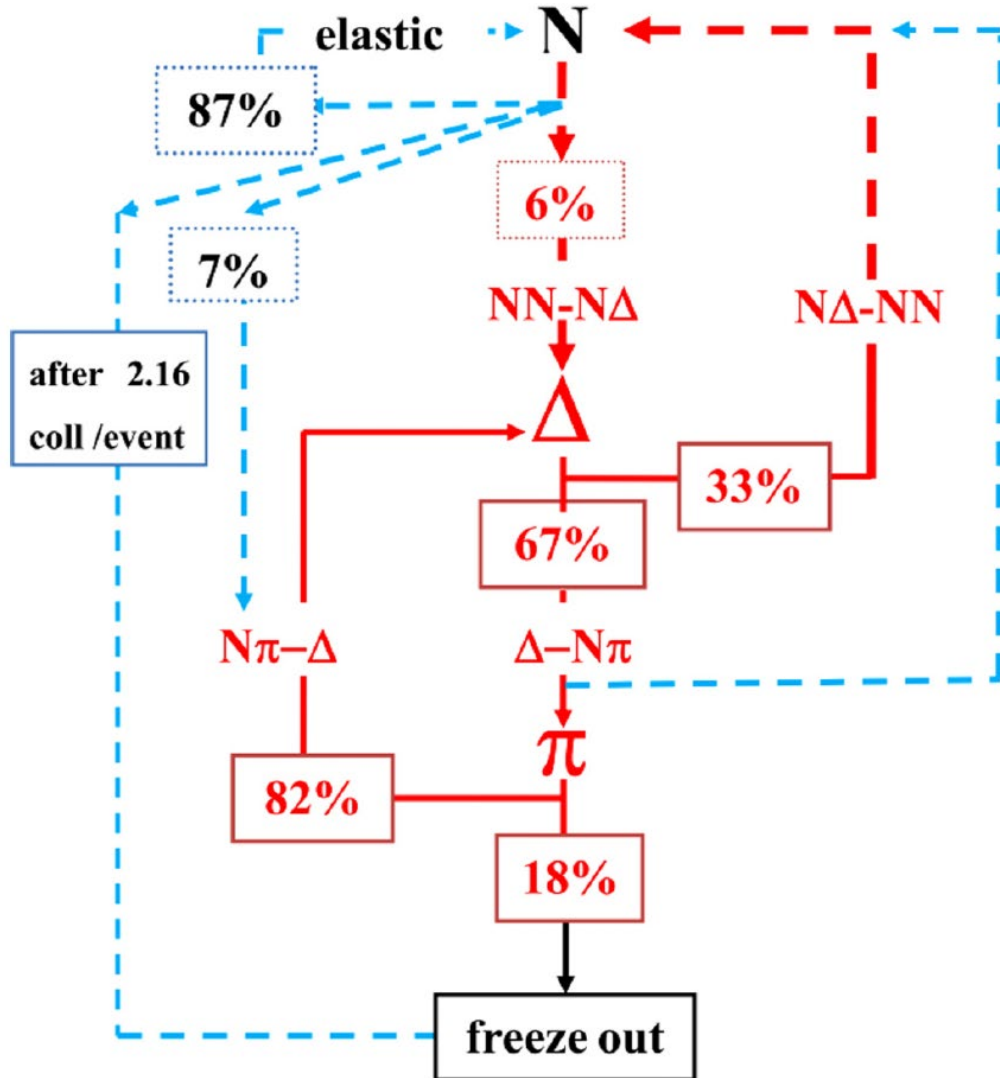 elastic
N
87%
6%
7%
NN-NΔ
NΔ-NN
after 2.16
coll /event
Δ
33%
67%
Nπ–Δ
Δ–Nπ
π
82%
18%
freeze out